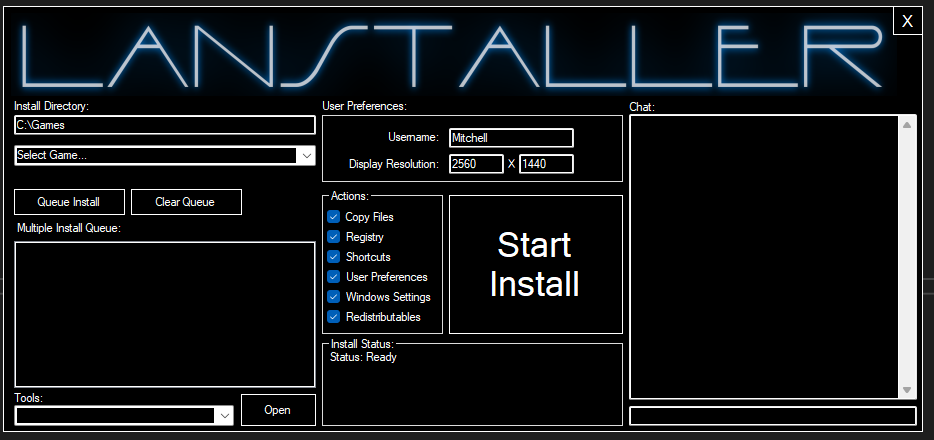 LANSTALLER
X
Install Directory:
C:\Games
Select Game...
Queue Install
Clear Queue
Multiple Install Queue:
Tools:
Open
User Preferences:
Username:
Mitchell
Display Resolution:
2560
X
1440
Actions:
Copy Files
Registry
Shortcuts
User Preferences
Windows Settings
Redistributables
Start
Install
Install Status:
Status: Ready
Chat: